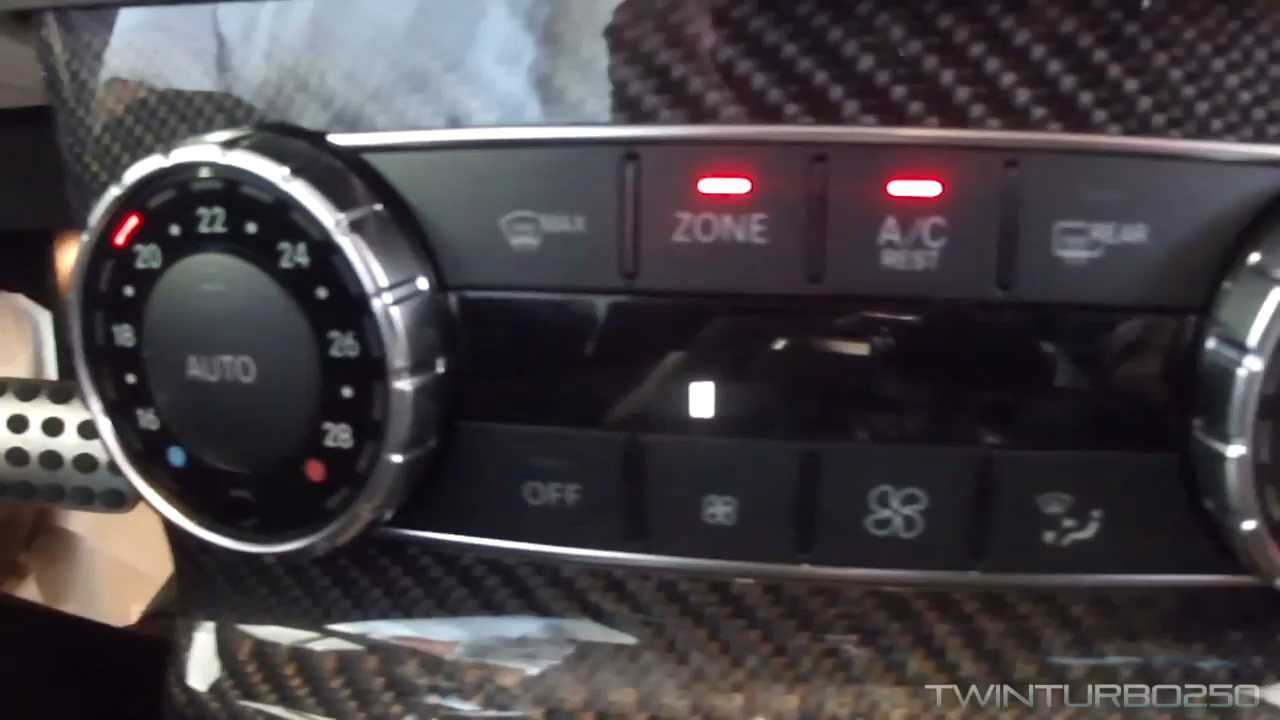 MAX
ZONE
A/C
REST
REAR
22
20
24
18
26
16
28
AUTO
OFF
TWINTURBO250